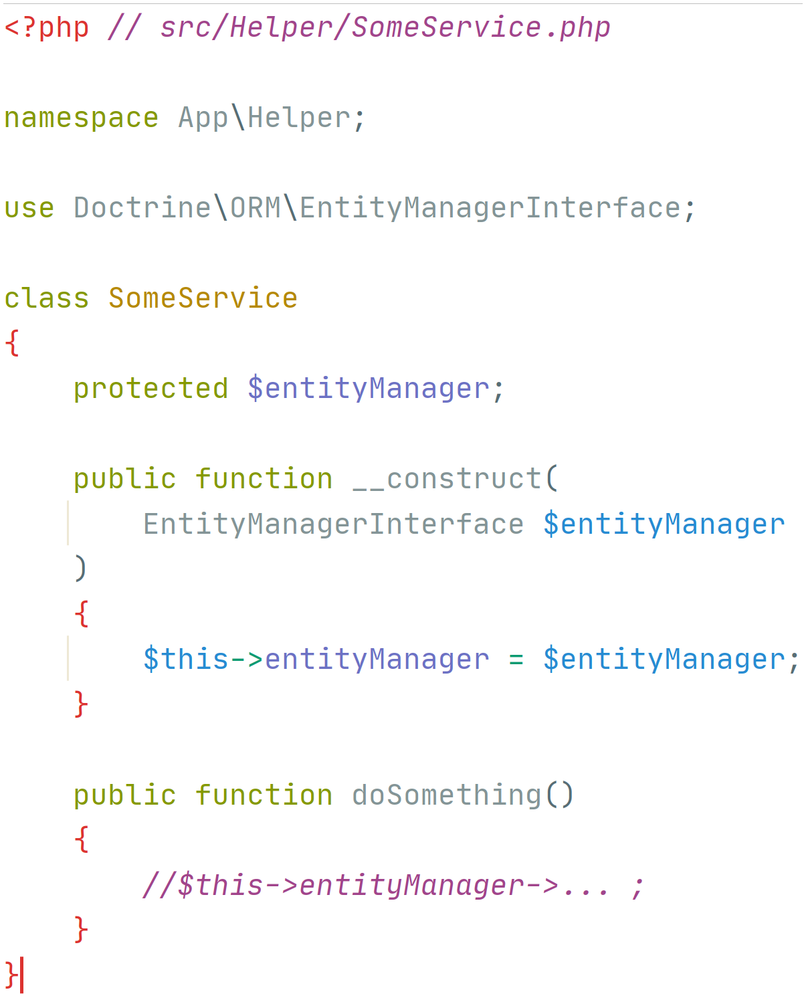 <?php // src/Helper/SomeService.php
namespace App\Helper;
use Doctrine\ORM\EntityManagerInterface;
class SomeService
{
    protected $entityManager;
    public function __construct(
        EntityManagerInterface $entityManager
    )
    {
        $this->entityManager = $entityManager;
    }
    public function doSomething()
    {
        //$this->entityManager->... ;
    }
}